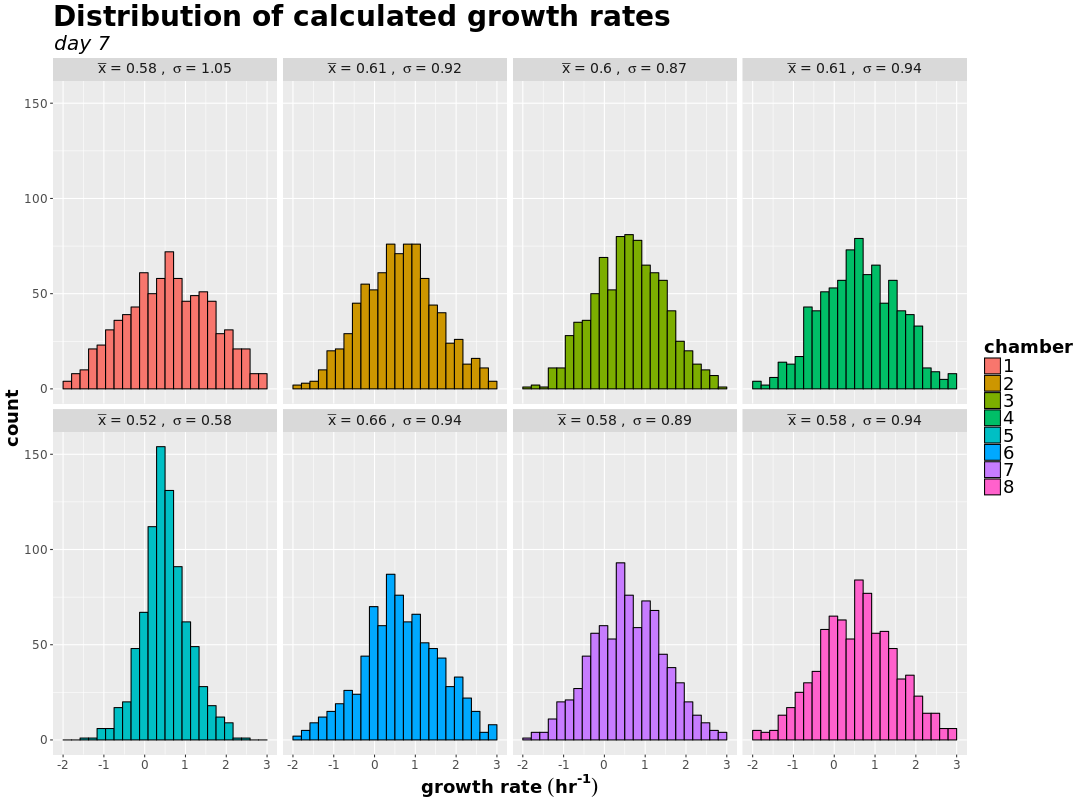 Distribution of calculated growth rates
day 7
x̅ = 0.58 , σ = 1.05
x̅ = 0.61 , σ = 0.92
x̅ = 0.6 , σ = 0.87
x̅ = 0.61 , σ = 0.94
150
100
50
0
count
x̅ = 0.52 , σ = 0.58
x̅ = 0.66 , σ = 0.94
x̅ = 0.58 , σ = 0.89
x̅ = 0.58 , σ = 0.94
150
100
50
0
-2 -1 0 1 2 3
-2 -1 0 1 2 3
-2 -1 0 1 2 3
-2 -1 0 1 2 3
growth rate (hr⁻¹)
chamber
1
2
3
4
5
6
7
8